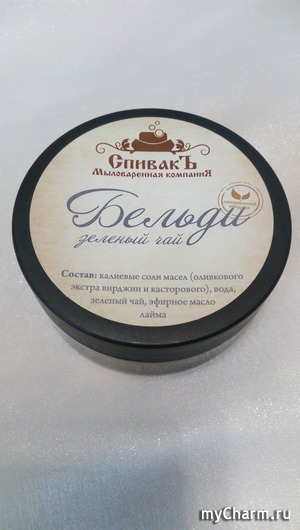 СпивакЪ
Мыловаренная компаниЯ
Бельди
зеленый чай
Состав: калиевые соли масел (оливкового
экстра вирджин и касторового), вода,
зеленый чай, эфирное масло
лайма
myCharm.ru